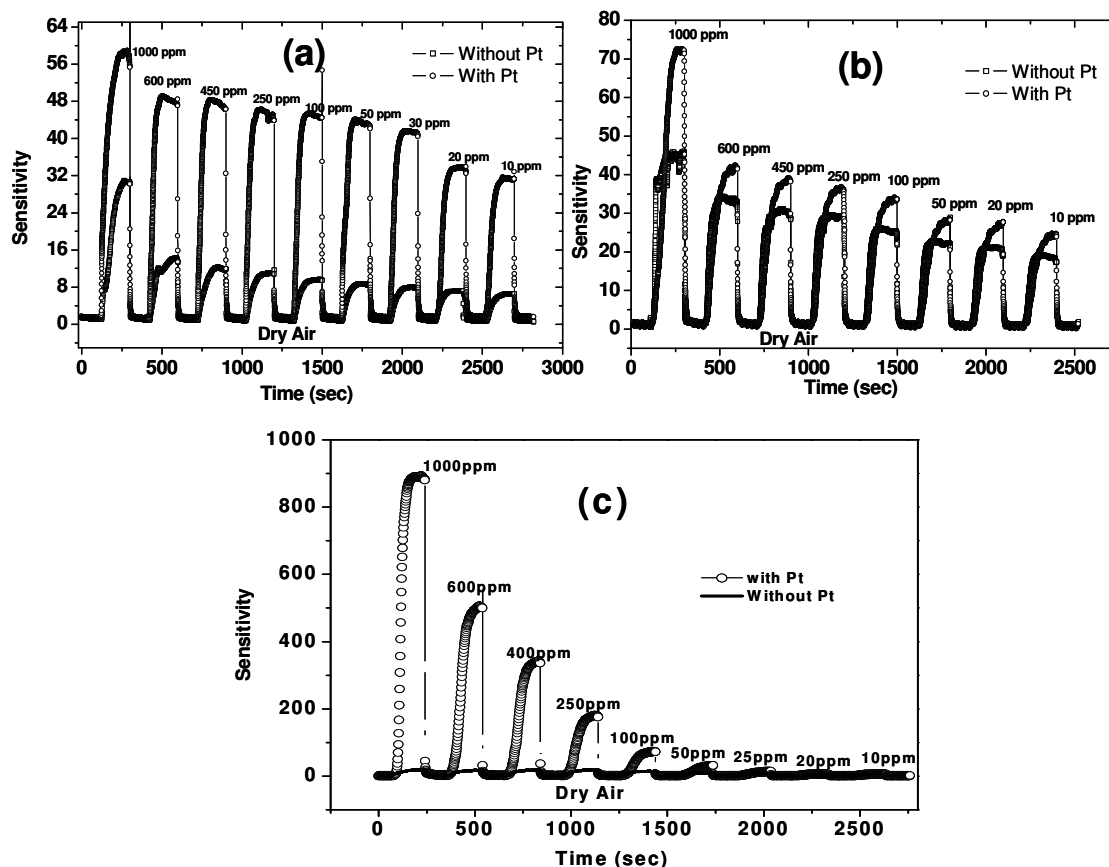 (a)
Without Pt
With Pt
1000 ppm
600 ppm
450 ppm
250 ppm
100 ppm
50 ppm
30 ppm
20 ppm
10 ppm
64
56
48
40
32
24
16
8
0
Sensitivity
Dry Air
0 500 1000 1500 2000 2500 3000
Time (sec)
(b)
Without Pt
With Pt
1000 ppm
600 ppm
450 ppm
250 ppm
100 ppm
50 ppm
20 ppm
10 ppm
80
70
60
50
40
30
20
10
0
Sensitivity
Dry Air
0 500 1000 1500 2000 2500
Time (sec)
(c)
with Pt
Without Pt
1000ppm
600ppm
400ppm
250ppm
100ppm
50ppm
25ppm
20ppm
10ppm
1000
800
600
400
200
0
Sensitivity
Dry Air
0 500 1000 1500 2000 2500
Time (sec)